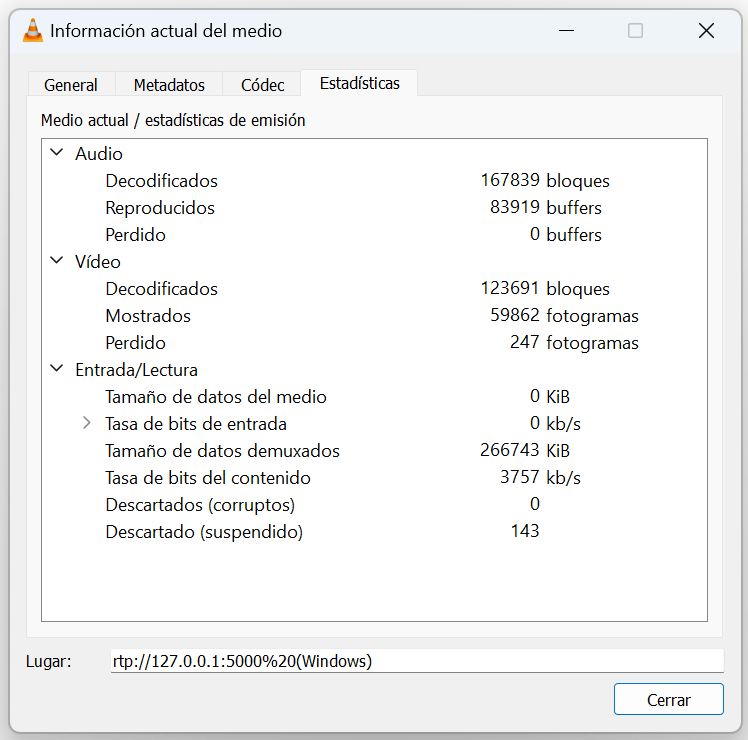 Información actual del medio
General Metadatos Códec Estadísticas
Medio actual / estadísticas de emisión
Audio
Decodificados 167839 bloques
Reproducidos 83919 buffers
Perdido 0 buffers
Vídeo
Decodificados 123691 bloques
Mostrados 59862 fotogramas
Perdido 247 fotogramas
Entrada/Lectura
Tamaño de datos del medio 0 KiB
Tasa de bits de entrada 0 kb/s
Tamaño de datos demuxados 266743 KiB
Tasa de bits del contenido 3757 kb/s
Descartados (corruptos) 0
Descartado (suspendido) 143
Lugar: rtp://127.0.0.1:5000%20(Windows)
Cerrar